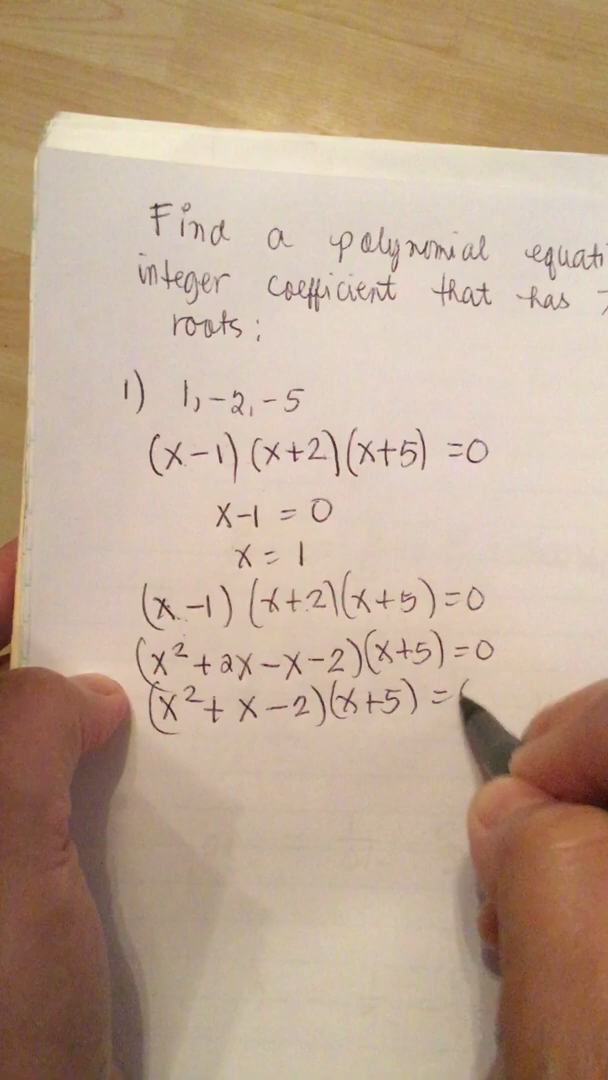 Find a polynomial equati
integer coefficient that has
roots:
1) 1, -2, -5
(x-1)(x+2)(x+5) =0
x-1 = 0
x = 1
(x-1)(x+2)(x+5)=0
(x²+2x-x-2)(x+5)=0
(x²+x-2)(x+5)=